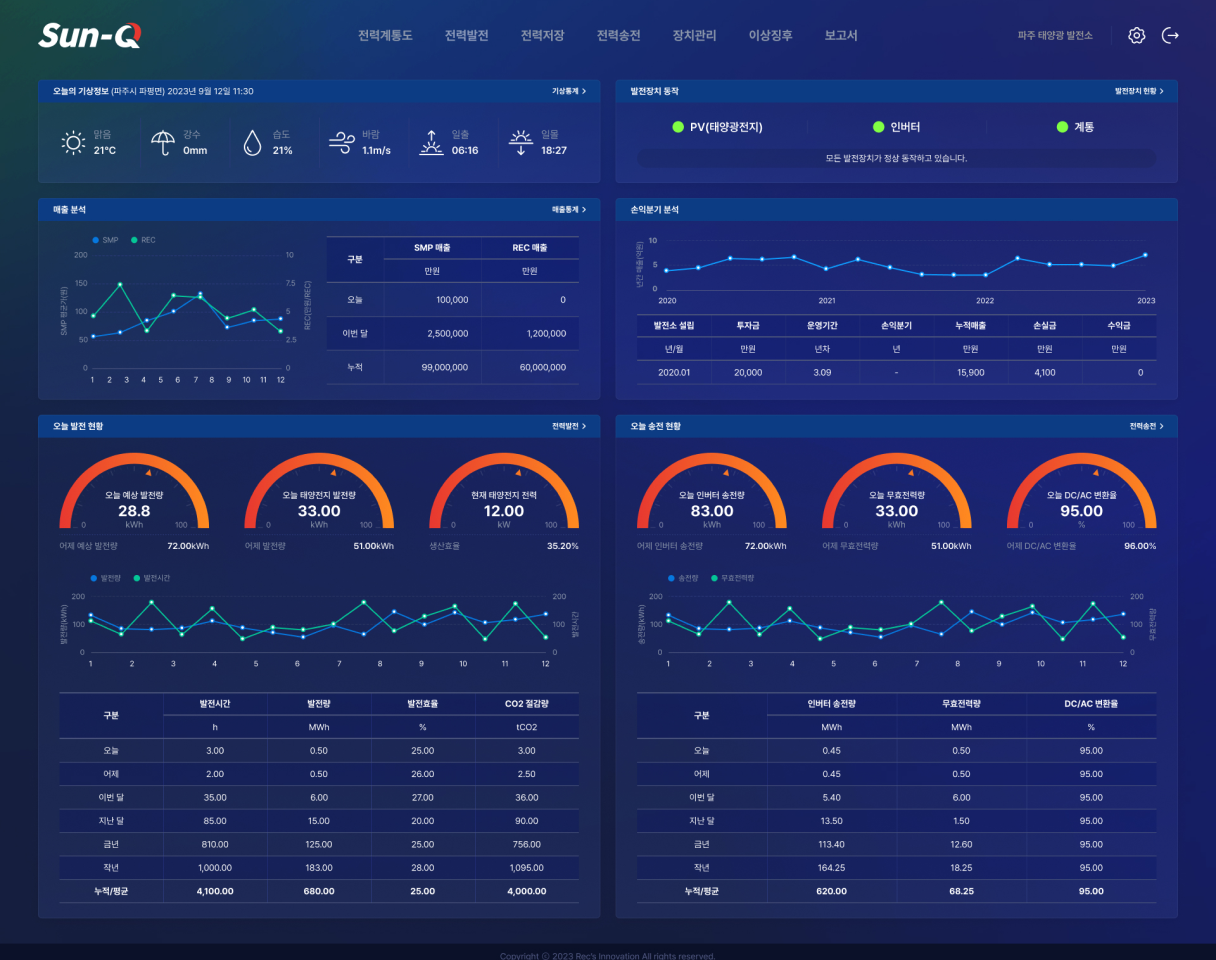 Sun-Q
전력계통도 전력발전 전력저장 전력송전 장치관리 이상징후 보고서
파주 태양광 발전소
오늘의 기상정보 (파주시 파평면) 2023년 9월 12일 11:30 기상통계
맑음 강수 습도 바람 일출 일몰
21°C 0mm 21% 1.1m/s 06:16 18:27
발전장치 동작 발전장치 현황
PV(태양광전지) 인버터 계통
모든 발전장치가 정상 동작하고 있습니다.
매출 분석 매출통계
SMP REC
SMP 평균가(원)
200
150
100
50
0
10
7.5
5
2.5
0
REC(만원/REC)
1 2 3 4 5 6 7 8 9 10 11 12
구분 SMP 매출 REC 매출
만원 만원
오늘 100,000 0
이번 달 2,500,000 1,200,000
누적 99,000,000 60,000,000
손익분기 분석
년간 매출(억원)
10
5
0
2020 2021 2022 2023
발전소 설립 투자금 운영기간 손익분기 누적매출 손실금 수익금
년/월 만원 년차 년 만원 만원 만원
2020.01 20,000 3.09 - 15,900 4,100 0
오늘 발전 현황 전력발전
오늘 예상 발전량 오늘 태양전지 발전량 현재 태양전지 전력
28.8 33.00 12.00
0 kWh 100 0 kWh 100 0 kW 100
어제 예상 발전량 72.00kWh 어제 발전량 51.00kWh 생산효율 35.20%
발전량 발전시간
발전량(kWh)
200
100
0
200
100
0
발전시간
1 2 3 4 5 6 7 8 9 10 11 12
구분 발전시간 발전량 발전효율 CO2 절감량
h MWh % tCO2
오늘 3.00 0.50 25.00 3.00
어제 2.00 0.50 26.00 2.50
이번 달 35.00 6.00 27.00 36.00
지난 달 85.00 15.00 20.00 90.00
금년 810.00 125.00 25.00 756.00
작년 1,000.00 183.00 28.00 1,095.00
누적/평균 4,100.00 680.00 25.00 4,000.00
오늘 송전 현황 전력송전
오늘 인버터 송전량 오늘 무효전력량 오늘 DC/AC 변환율
83.00 33.00 95.00
0 kWh 100 0 kWh 100 0 % 100
어제 인버터 송전량 72.00kWh 어제 무효전력량 51.00kWh 어제 DC/AC 변환율 96.00%
송전량 무효전력량
송전량(kWh)
200
100
0
200
100
0
무효전력량
1 2 3 4 5 6 7 8 9 10 11 12
구분 인버터 송전량 무효전력량 DC/AC 변환율
MWh MWh %
오늘 0.45 0.50 95.00
어제 0.45 0.50 95.00
이번 달 5.40 6.00 95.00
지난 달 13.50 1.50 95.00
금년 113.40 12.60 95.00
작년 164.25 18.25 95.00
누적/평균 620.00 68.25 95.00
Copyright ⓒ 2023 Rec's Innovation All rights reserved.